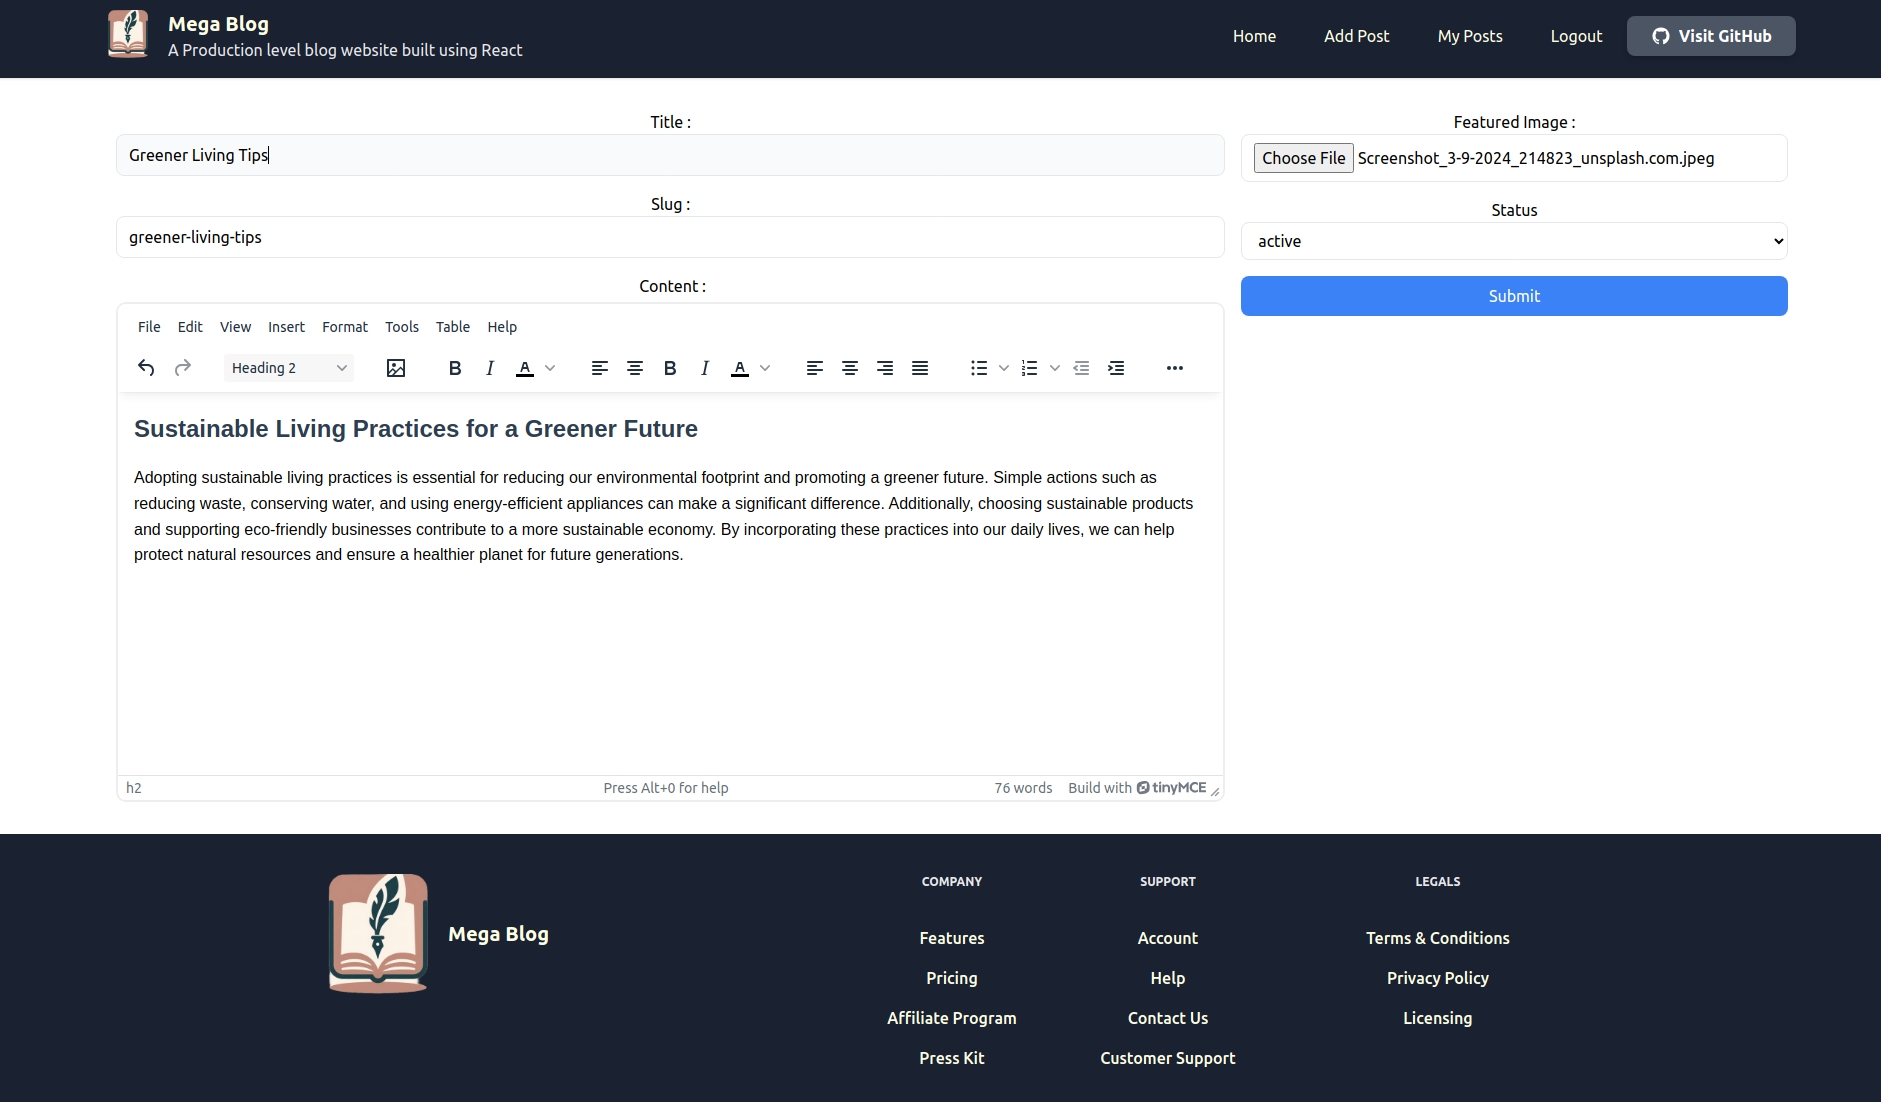 Mega Blog
A Production level blog website built using React
Home
Add Post
My Posts
Logout
Visit GitHub
Title :
Greener Living Tips
Slug :
greener-living-tips
Content :
File Edit View Insert Format Tools Table Help
Heading 2
Sustainable Living Practices for a Greener Future
Adopting sustainable living practices is essential for reducing our environmental footprint and promoting a greener future. Simple actions such as
reducing waste, conserving water, and using energy-efficient appliances can make a significant difference. Additionally, choosing sustainable products
and supporting eco-friendly businesses contribute to a more sustainable economy. By incorporating these practices into our daily lives, we can help
protect natural resources and ensure a healthier planet for future generations.
h2
Press Alt+0 for help
76 words
Build with tinyMCE
Featured Image :
Choose File Screenshot_3-9-2024_214823_unsplash.com.jpeg
Status
active
Submit
Mega Blog
COMPANY
Features
Pricing
Affiliate Program
Press Kit
SUPPORT
Account
Help
Contact Us
Customer Support
LEGALS
Terms & Conditions
Privacy Policy
Licensing